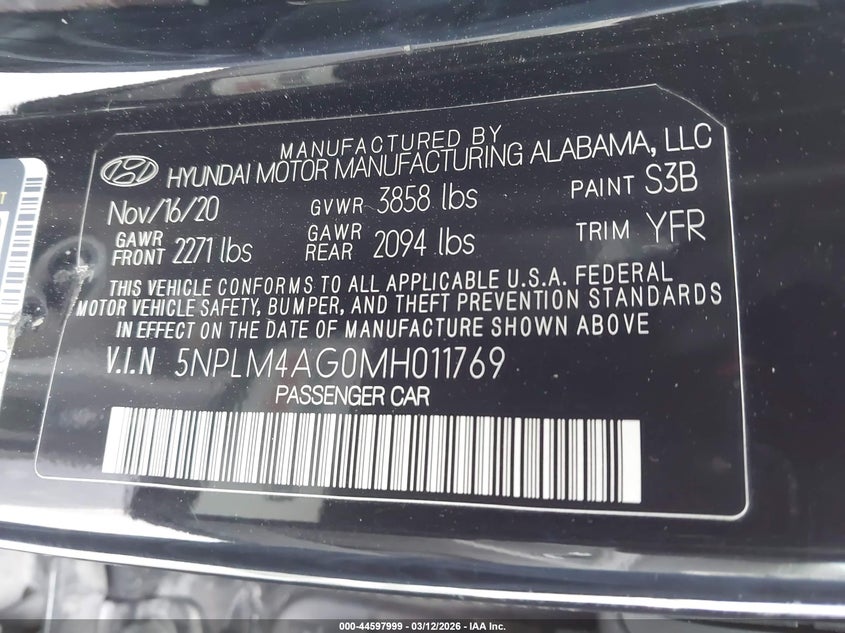 MANUFACTURED BY
HYUNDAI MOTOR MANUFACTURING ALABAMA, LLC
Nov/16/20 GVWR 3858 lbs PAINT S3B
GAWR FRONT 2271 lbs GAWR REAR 2094 lbs TRIM YFR
THIS VEHICLE CONFORMS TO ALL APPLICABLE U.S.A. FEDERAL
MOTOR VEHICLE SAFETY, BUMPER, AND THEFT PREVENTION STANDARDS
IN EFFECT ON THE DATE OF MANUFACTURE SHOWN ABOVE
V.I.N 5NPLM4AG0MH011769
PASSENGER CAR
000-44597999 - 03/12/2026 - IAA Inc.